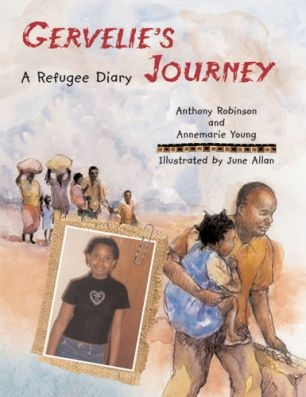 GERVELIE'S
JOURNEY
A Refugee Diary
Anthony Robinson
and
Annemarie Young
Illustrated by June Allan